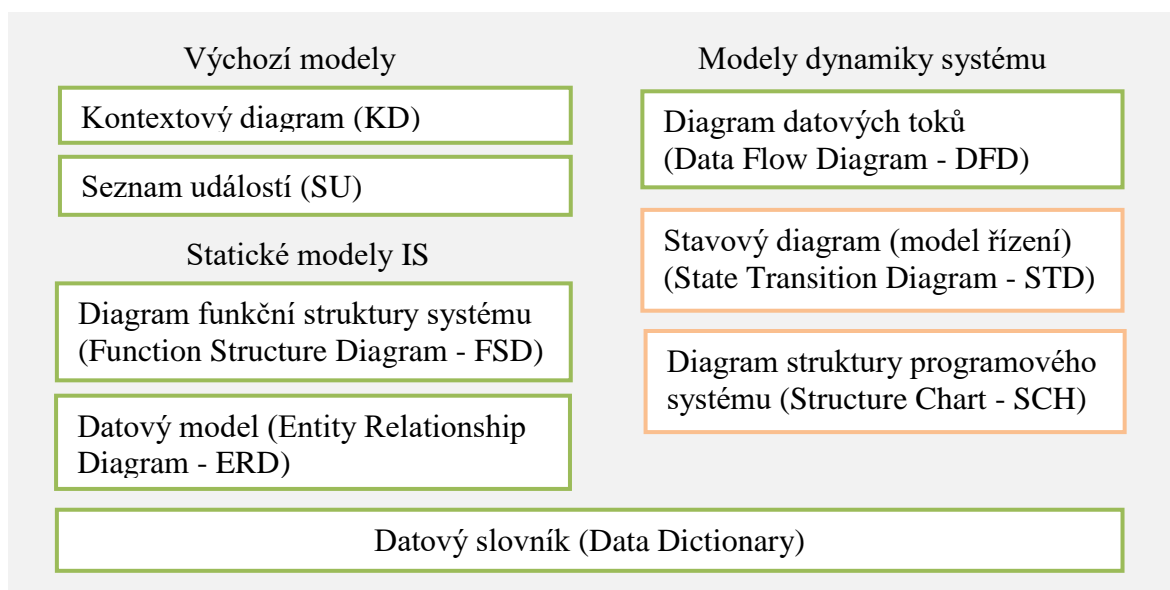 Výchozí modely
Kontextový diagram (KD)
Seznam událostí (SU)
Statické modely IS
Diagram funkční struktury systému
(Function Structure Diagram - FSD)
Datový model (Entity Relationship
Diagram - ERD)
Modely dynamiky systému
Diagram datových toků
(Data Flow Diagram - DFD)
Stavový diagram (model řízení)
(State Transition Diagram - STD)
Diagram struktury programového
systému (Structure Chart - SCH)
Datový slovník (Data Dictionary)